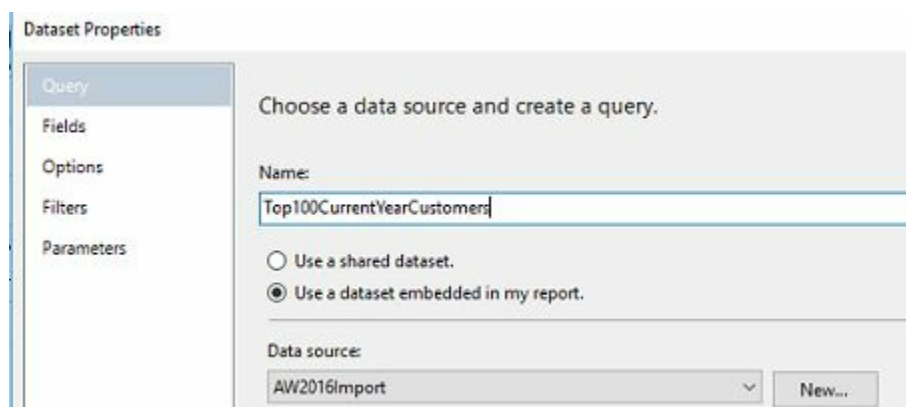 Dataset Properties
Query
Fields
Options
Filters
Parameters
Choose a data source and create a query.
Name:
Top100CurrentYearCustomers
Use a shared dataset.
Use a dataset embedded in my report.
Data source:
AW2016Import
New...